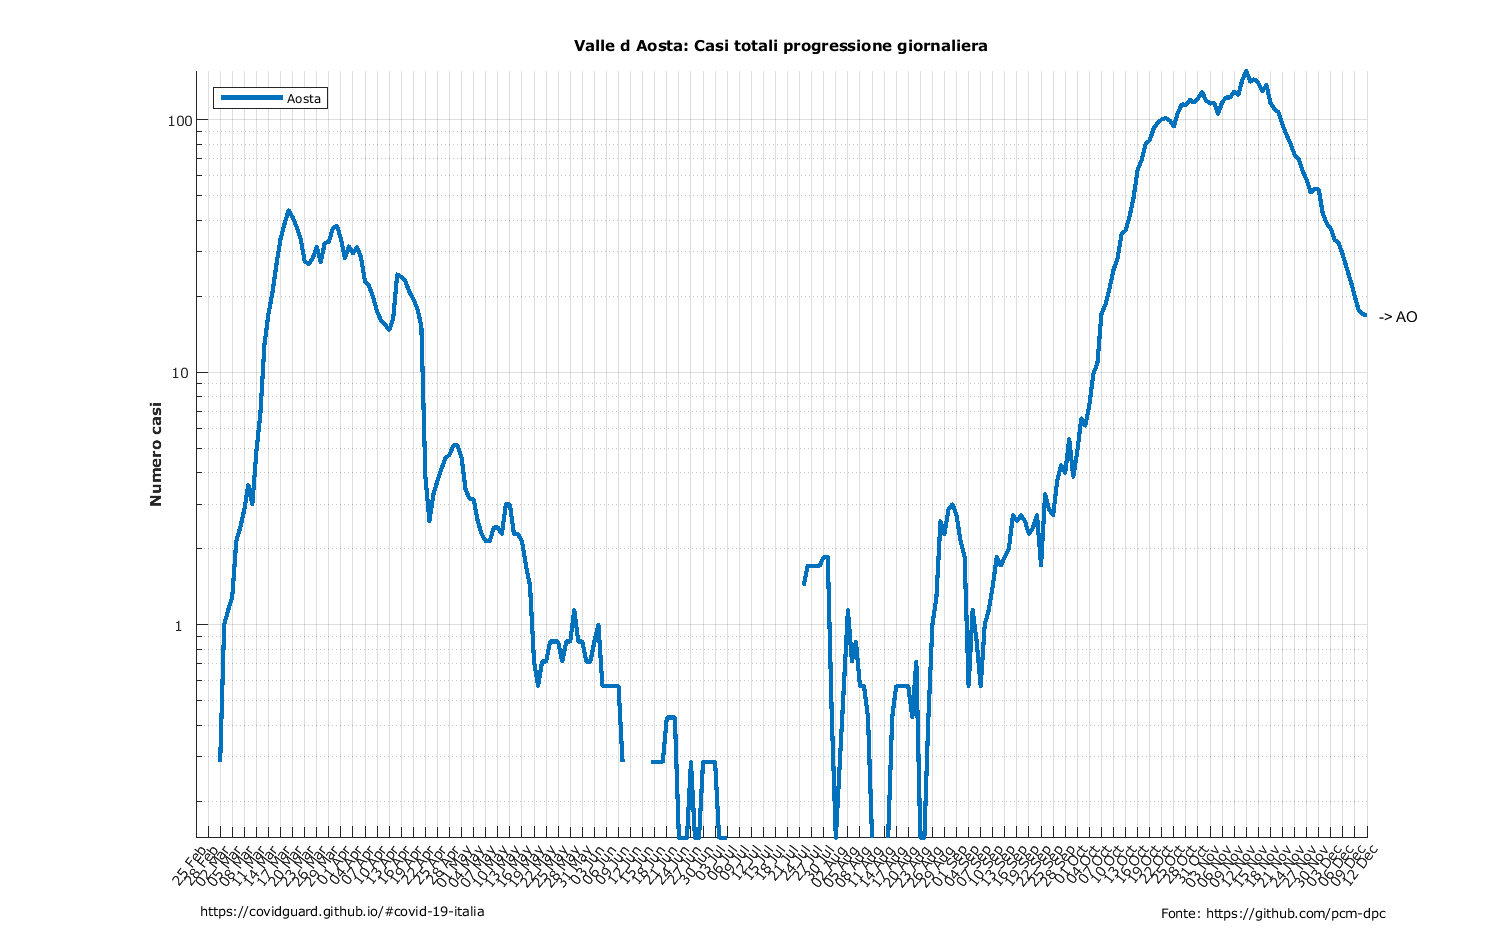 Valle d Aosta: Casi totali progressione giornaliera
Aosta
Numero casi
100
10
1
-> AO
25 Feb
28 Feb
02 Mar
05 Mar
08 Mar
11 Mar
14 Mar
17 Mar
20 Mar
23 Mar
26 Mar
29 Mar
01 Apr
04 Apr
07 Apr
10 Apr
13 Apr
16 Apr
19 Apr
22 Apr
25 Apr
28 Apr
01 May
04 May
07 May
10 May
13 May
16 May
19 May
22 May
25 May
28 May
31 May
03 Jun
06 Jun
09 Jun
12 Jun
15 Jun
18 Jun
21 Jun
24 Jun
27 Jun
30 Jun
03 Jul
06 Jul
09 Jul
12 Jul
15 Jul
18 Jul
21 Jul
24 Jul
27 Jul
30 Jul
02 Aug
05 Aug
08 Aug
11 Aug
14 Aug
17 Aug
20 Aug
23 Aug
26 Aug
29 Aug
01 Sep
04 Sep
07 Sep
10 Sep
13 Sep
16 Sep
19 Sep
22 Sep
25 Sep
28 Sep
01 Oct
04 Oct
07 Oct
10 Oct
13 Oct
16 Oct
19 Oct
22 Oct
25 Oct
28 Oct
31 Oct
03 Nov
06 Nov
09 Nov
12 Nov
15 Nov
18 Nov
21 Nov
24 Nov
27 Nov
30 Nov
03 Dec
06 Dec
09 Dec
12 Dec
https://covidguard.github.io/#covid-19-italia
Fonte: https://github.com/pcm-dpc